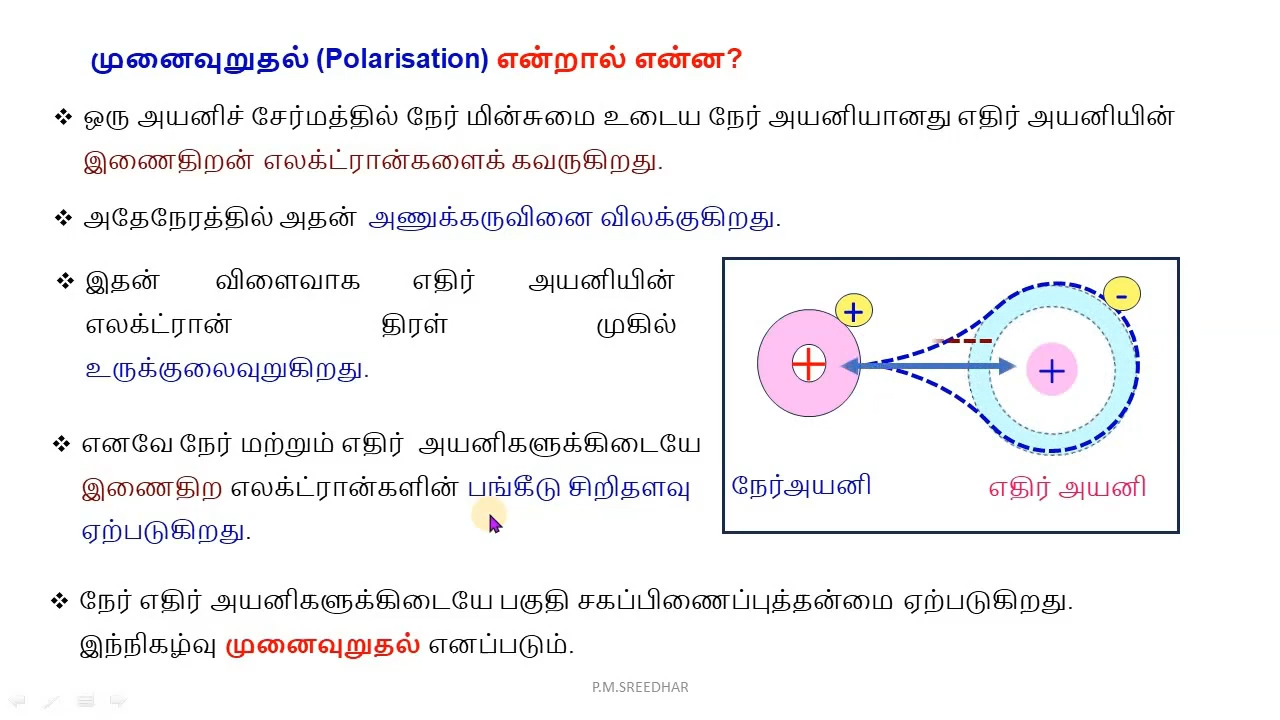 முனைவுறுதல் (Polarisation) என்றால் என்ன?
❖ ஒரு அயனிச் சேர்மத்தில் நேர் மின்சுமை உடைய நேர் அயனியானது எதிர் அயனியின்
இணைதிறன் எலக்ட்ரான்களைக் கவருகிறது.
❖ அதேநேரத்தில் அதன் அணுக்கருவினை விலக்குகிறது.
❖ இதன் விளைவாக எதிர் அயனியின்
எலக்ட்ரான் திரள் முகில்
உருக்குலைவுறுகிறது.
❖ எனவே நேர் மற்றும் எதிர் அயனிகளுக்கிடையே
இணைதிற எலக்ட்ரான்களின் பங்கீடு சிறிதளவு
ஏற்படுகிறது.
+ + - +
நேர்அயனி எதிர் அயனி
❖ நேர் எதிர் அயனிகளுக்கிடையே பகுதி சகப்பிணைப்புத்தன்மை ஏற்படுகிறது.
இந்நிகழ்வு முனைவுறுதல் எனப்படும்.
P.M.SREEDHAR